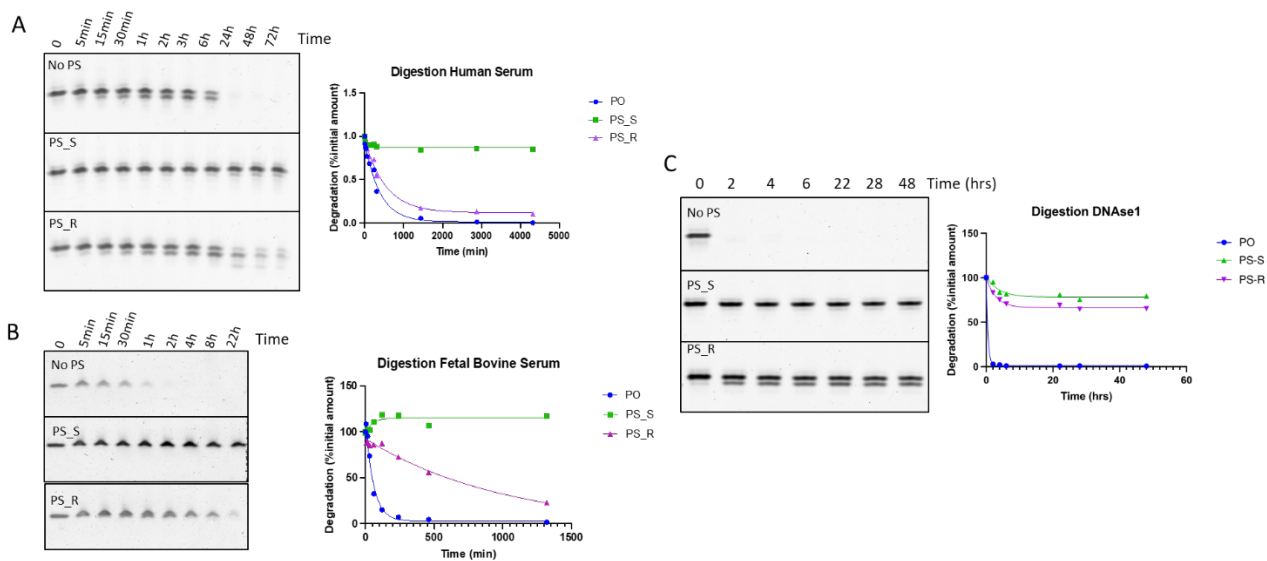 A
0 5min 15min 30min 1h 2h 3h 6h 24h 48h 72h Time
No PS
PS_S
PS_R
Digestion Human Serum
Degradation (%initial amount)
1.5
1.0
0.5
0.0
0 1000 2000 3000 4000 5000
Time (min)
PO
PS_S
PS_R
B
0 5min 15min 30min 1h 2h 4h 8h 22h Time
No PS
PS_S
PS_R
Digestion Fetal Bovine Serum
Degradation (%initial amount)
150
100
50
0
0 500 1000 1500
Time (min)
PO
PS_S
PS_R
C
0 2 4 6 22 28 48 Time (hrs)
No PS
PS_S
PS_R
Digestion DNAse1
Degradation (%initial amount)
150
100
50
0
0 20 40 60
Time (hrs)
PO
PS-S
PS-R